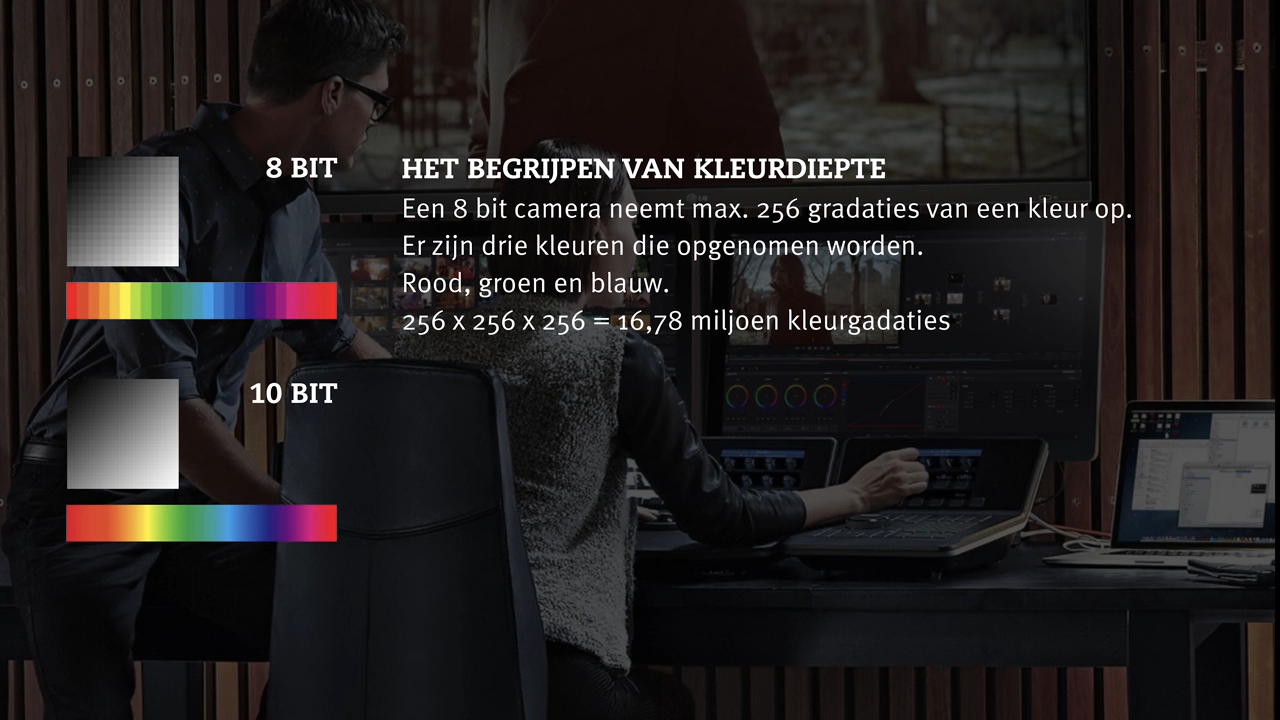 8 BIT
HET BEGRIJPEN VAN KLEURDIEPTE
Een 8 bit camera neemt max. 256 gradaties van een kleur op.
Er zijn drie kleuren die opgenomen worden.
Rood, groen en blauw.
256 x 256 x 256 = 16,78 miljoen kleurgadaties
10 BIT
LG